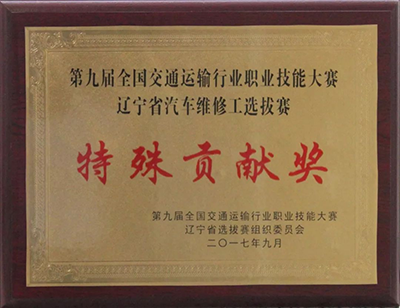 第九届全国交通运输行业职业技能大赛
辽宁省汽车维修工选拔赛
特殊贡献奖
第九届全国交通运输行业职业技能大赛
辽宁省选拔赛组织委员会
二〇一七年九月